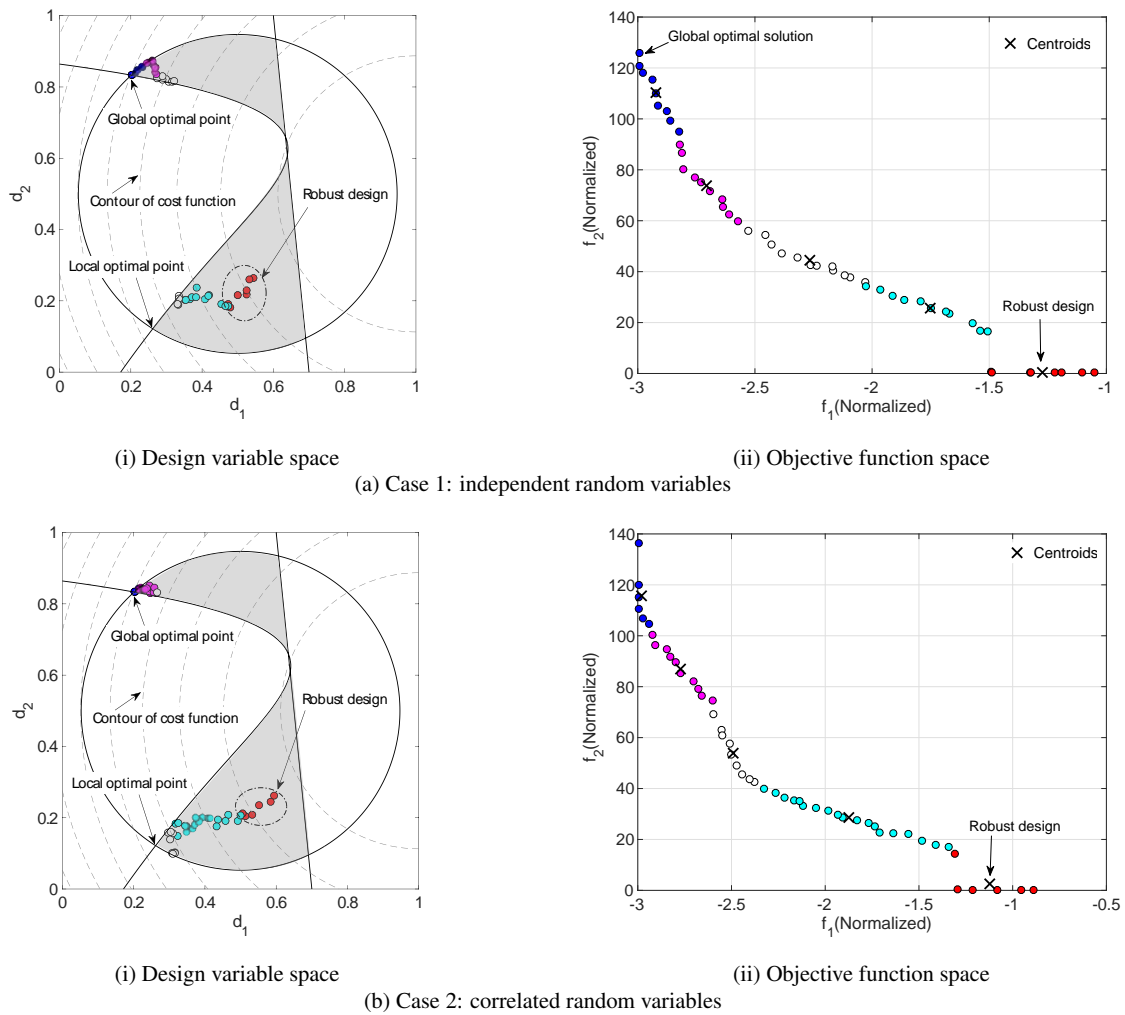 1
0.8
0.6
0.4
0.2
0
d2
0
0.2
0.4
0.6
0.8
1
d1
Global optimal point
Contour of cost function
Robust design
Local optimal point
(i) Design variable space
140
120
100
80
60
40
20
0
f2(Normalized)
-3
-2.5
-2
-1.5
-1
f1(Normalized)
Global optimal solution
Centroids
Robust design
(ii) Objective function space
(a) Case 1: independent random variables
1
0.8
0.6
0.4
0.2
0
d2
0
0.2
0.4
0.6
0.8
1
d1
Global optimal point
Robust design
Contour of cost function
Local optimal point
(i) Design variable space
140
120
100
80
60
40
20
0
f2(Normalized)
-3
-2.5
-2
-1.5
-1
-0.5
f1(Normalized)
Centroids
Robust design
(ii) Objective function space
(b) Case 2: correlated random variables